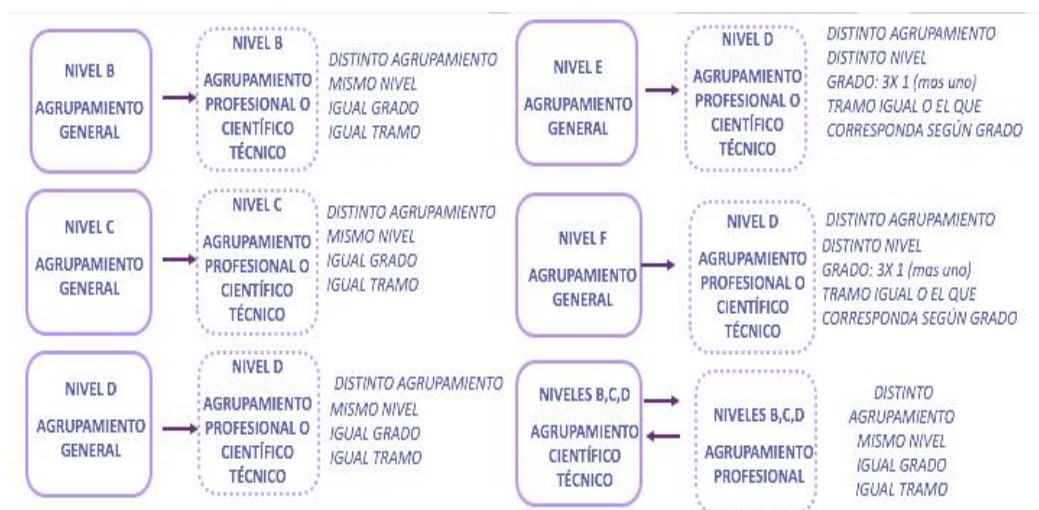 NIVEL B
AGRUPAMIENTO
GENERAL
NIVEL B
AGRUPAMIENTO
PROFESIONAL O
CIENTÍFICO
TÉCNICO
DISTINTO AGRUPAMIENTO
MISMO NIVEL
IGUAL GRADO
IGUAL TRAMO
NIVEL C
AGRUPAMIENTO
GENERAL
NIVEL C
AGRUPAMIENTO
PROFESIONAL O
CIENTÍFICO
TÉCNICO
DISTINTO AGRUPAMIENTO
MISMO NIVEL
IGUAL GRADO
IGUAL TRAMO
NIVEL D
AGRUPAMIENTO
GENERAL
NIVEL D
AGRUPAMIENTO
PROFESIONAL O
CIENTÍFICO
TÉCNICO
DISTINTO AGRUPAMIENTO
MISMO NIVEL
IGUAL GRADO
IGUAL TRAMO
NIVEL E
AGRUPAMIENTO
GENERAL
NIVEL D
AGRUPAMIENTO
PROFESIONAL O
CIENTÍFICO
TÉCNICO
DISTINTO AGRUPAMIENTO
DISTINTO NIVEL
GRADO: 3X 1 (mas uno)
TRAMO IGUAL O EL QUE
CORRESPONDA SEGÚN GRADO
NIVEL F
AGRUPAMIENTO
GENERAL
NIVEL D
AGRUPAMIENTO
PROFESIONAL O
CIENTÍFICO
TÉCNICO
DISTINTO AGRUPAMIENTO
DISTINTO NIVEL
GRADO: 3X 1 (mas uno)
TRAMO IGUAL O EL QUE
CORRESPONDA SEGÚN GRADO
NIVELES B,C,D
AGRUPAMIENTO
CIENTÍFICO
TÉCNICO
NIVELES B,C,D
AGRUPAMIENTO
PROFESIONAL
DISTINTO
AGRUPAMIENTO
MISMO NIVEL
IGUAL GRADO
IGUAL TRAMO